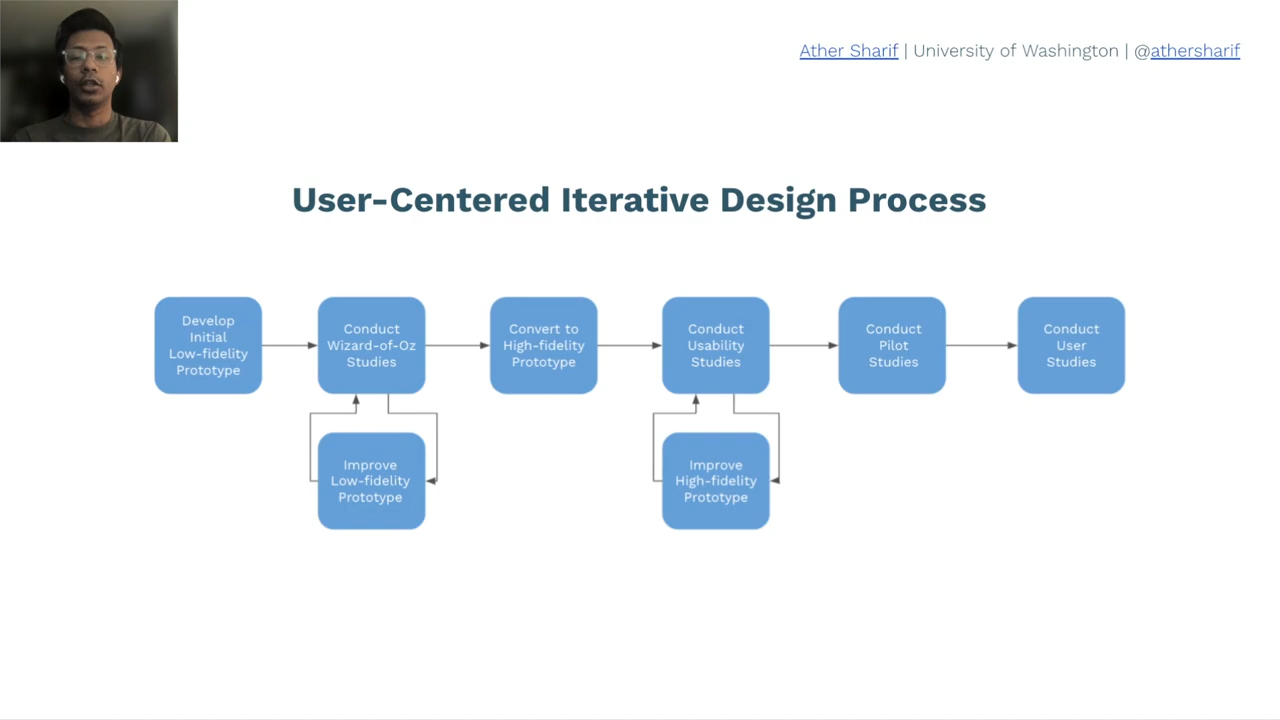 Ather Sharif | University of Washington | @athersharif
User-Centered Iterative Design Process
Develop
Initial
Low-fidelity
Prototype
Conduct
Wizard-of-Oz
Studies
Convert to
High-fidelity
Prototype
Conduct
Usability
Studies
Conduct
Pilot
Studies
Conduct
User
Studies
Improve
Low-fidelity
Prototype
Improve
High-fidelity
Prototype